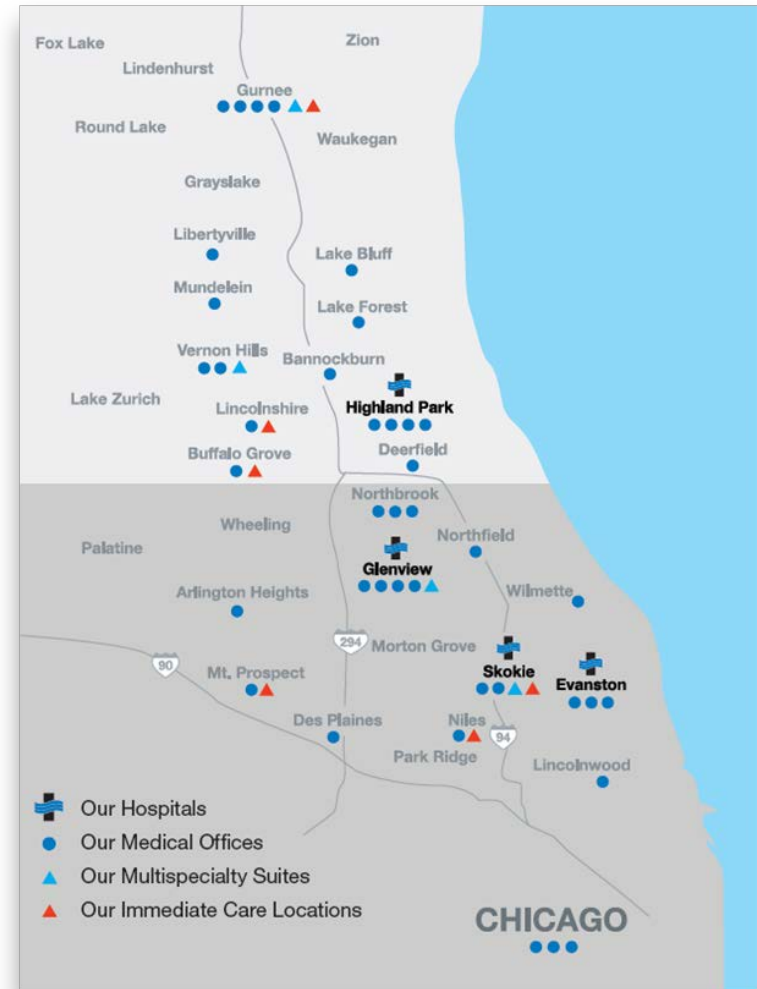 Fox Lake
Zion
Lindenhurst
Gurnee
Round Lake
Waukegan
Grayslake
Libertyville
Lake Bluff
Mundelein
Lake Forest
Vernon Hills
Bannockburn
Lake Zurich
Lincolnshire
Highland Park
Buffalo Grove
Deerfield
Northbrook
Wheeling
Northfield
Palatine
Glenview
Arlington Heights
Wilmette
294
Morton Grove
90
Mt. Prospect
Skokie
Evanston
Des Plaines
Niles
94
Park Ridge
Lincolnwood
Our Hospitals
Our Medical Offices
Our Multispecialty Suites
Our Immediate Care Locations
CHICAGO